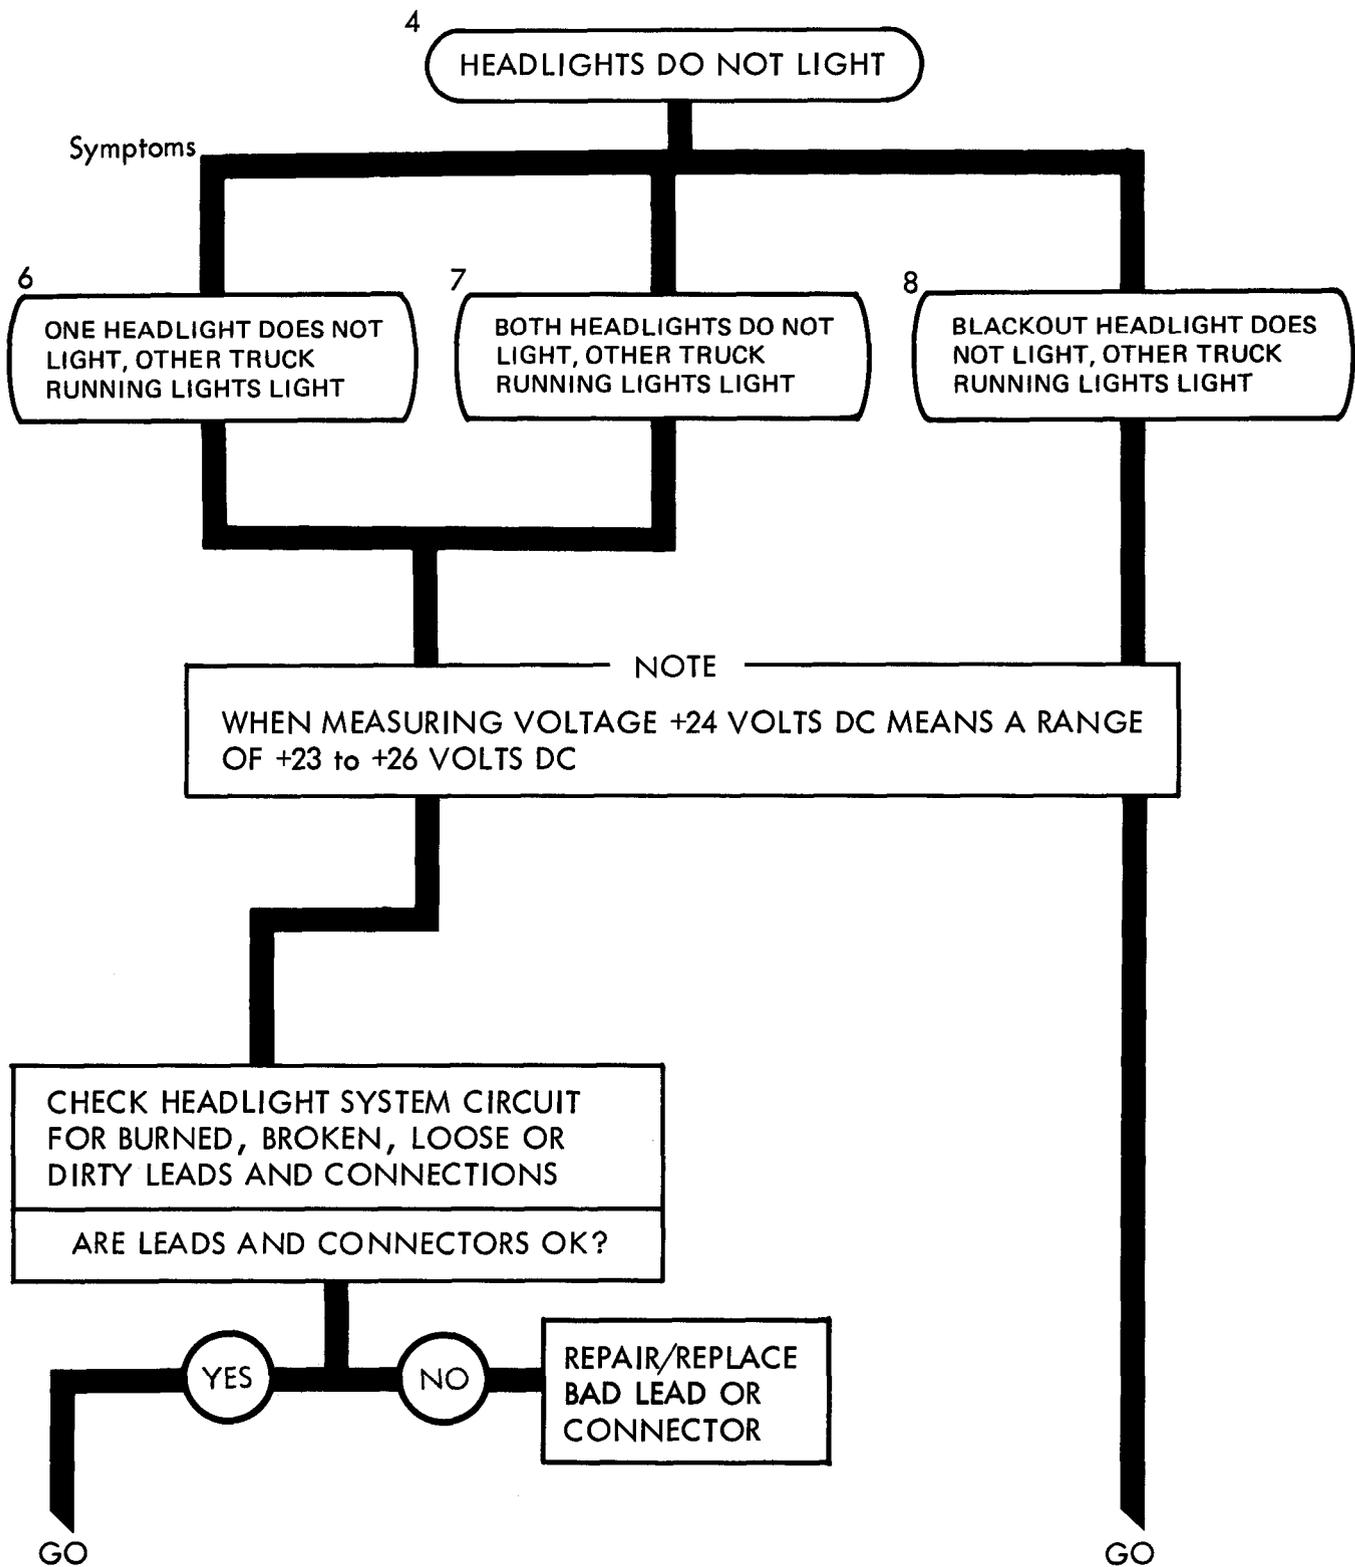 4
HEADLIGHTS DO NOT LIGHT
Symptoms
6
ONE HEADLIGHT DOES NOT
LIGHT, OTHER TRUCK
RUNNING LIGHTS LIGHT
7
BOTH HEADLIGHTS DO NOT
LIGHT, OTHER TRUCK
RUNNING LIGHTS LIGHT
8
BLACKOUT HEADLIGHT DOES
NOT LIGHT, OTHER TRUCK
RUNNING LIGHTS LIGHT
NOTE
WHEN MEASURING VOLTAGE +24 VOLTS DC MEANS A RANGE
OF +23 to +26 VOLTS DC
CHECK HEADLIGHT SYSTEM CIRCUIT
FOR BURNED, BROKEN, LOOSE OR
DIRTY LEADS AND CONNECTIONS
ARE LEADS AND CONNECTORS OK?
YES
NO
REPAIR/REPLACE
BAD LEAD OR
CONNECTOR
GO
GO